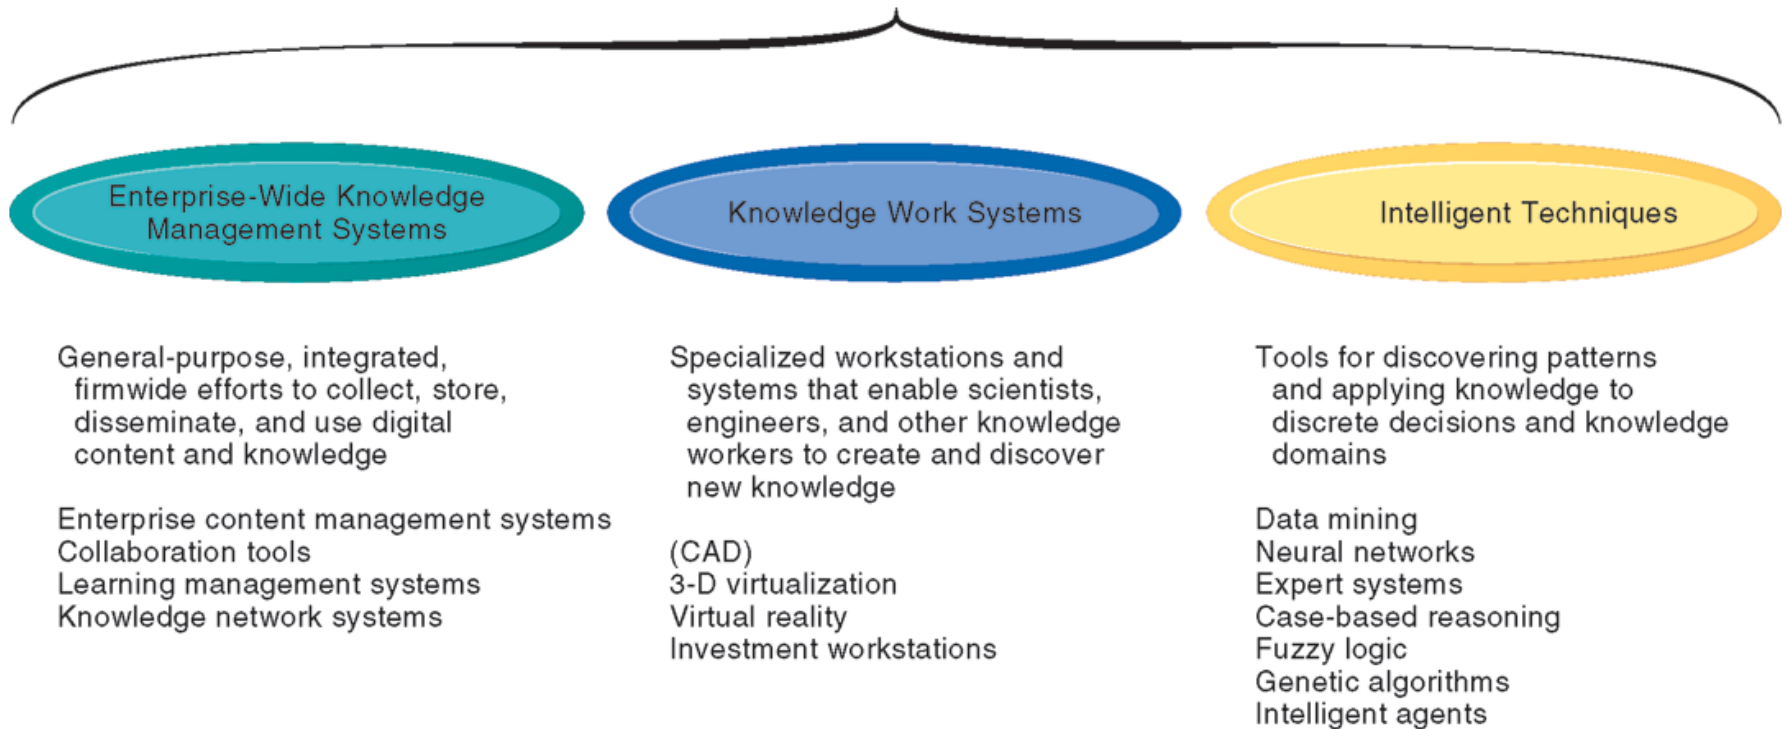 Enterprise-Wide Knowledge
Management Systems
General-purpose, integrated,
firmwide efforts to collect, store,
disseminate, and use digital
content and knowledge
Enterprise content management systems
Collaboration tools
Learning management systems
Knowledge network systems
Knowledge Work Systems
Specialized workstations and
systems that enable scientists,
engineers, and other knowledge
workers to create and discover
new knowledge
(CAD)
3-D virtualization
Virtual reality
Investment workstations
Intelligent Techniques
Tools for discovering patterns
and applying knowledge to
discrete decisions and knowledge
domains
Data mining
Neural networks
Expert systems
Case-based reasoning
Fuzzy logic
Genetic algorithms
Intelligent agents